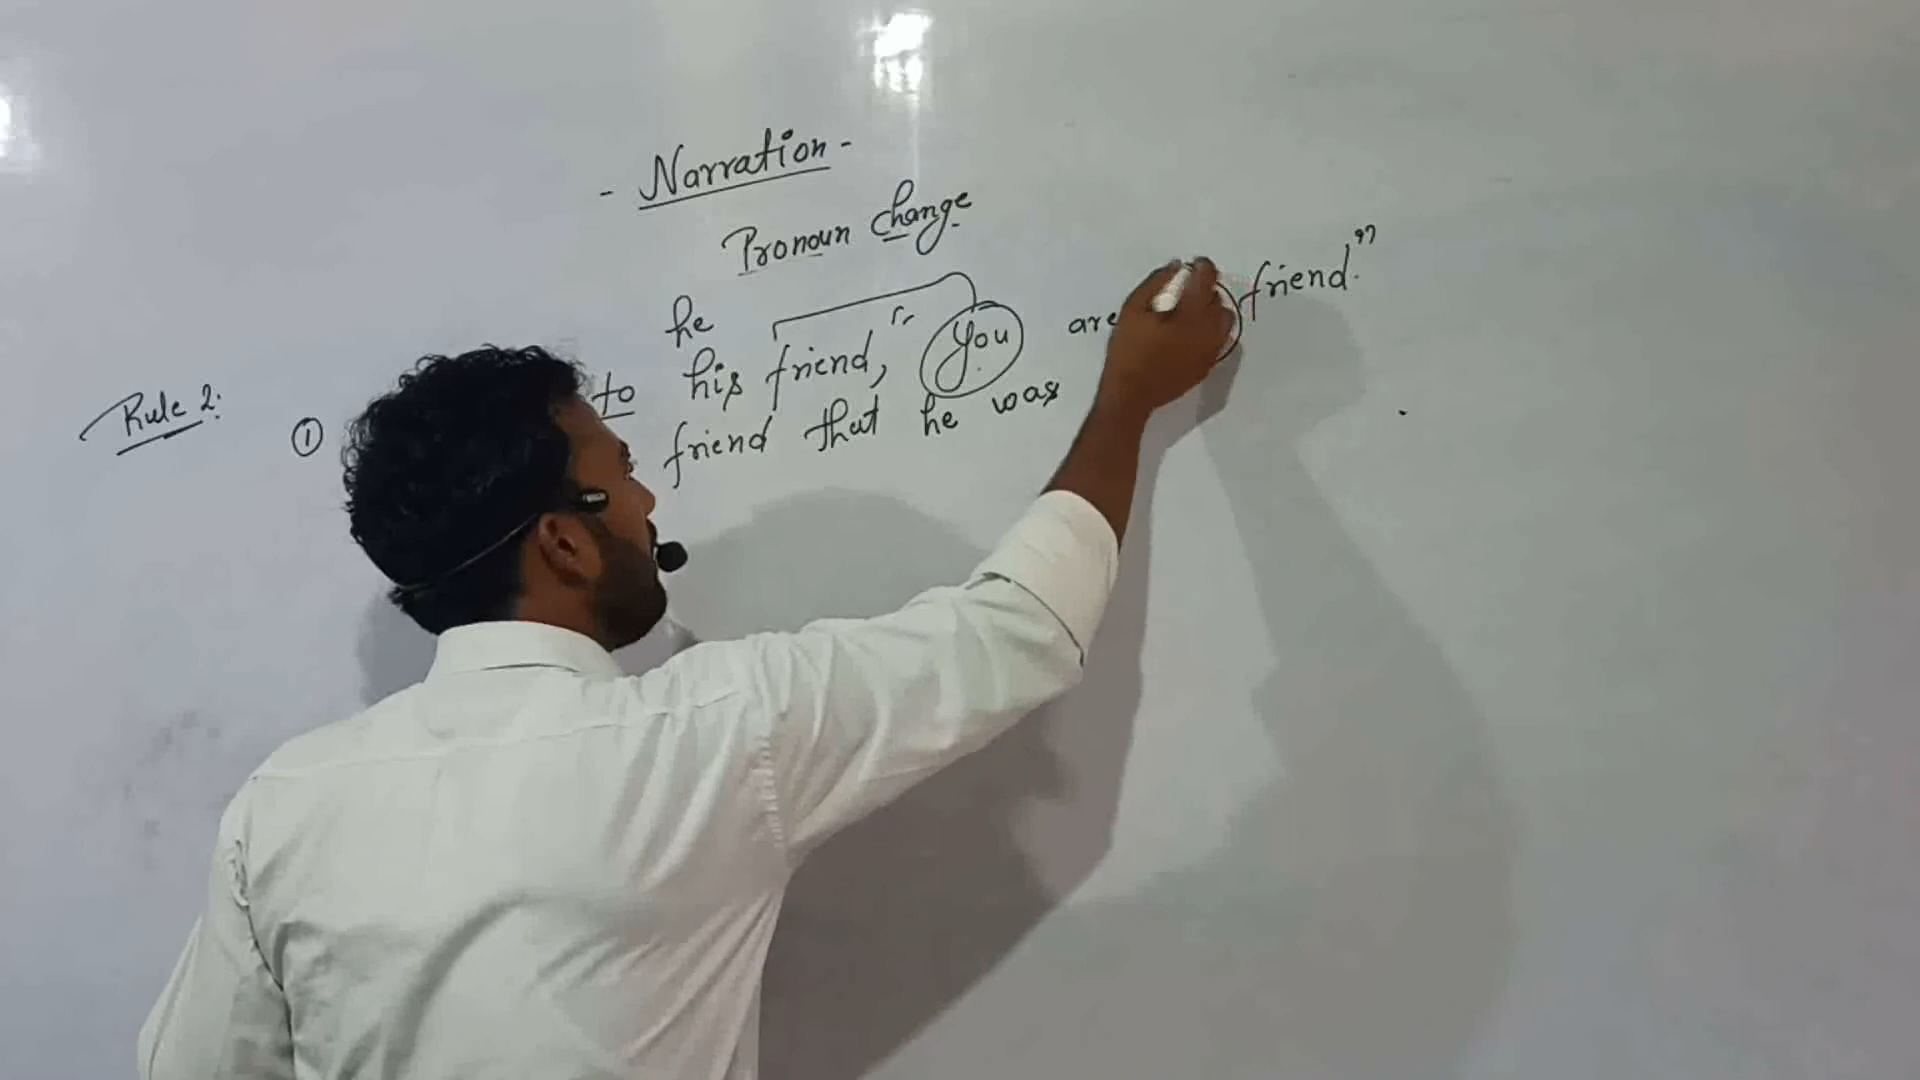 - Narration -
Pronoun change
he
Rule 2:
① to his friend, " You are friend."
friend that he was